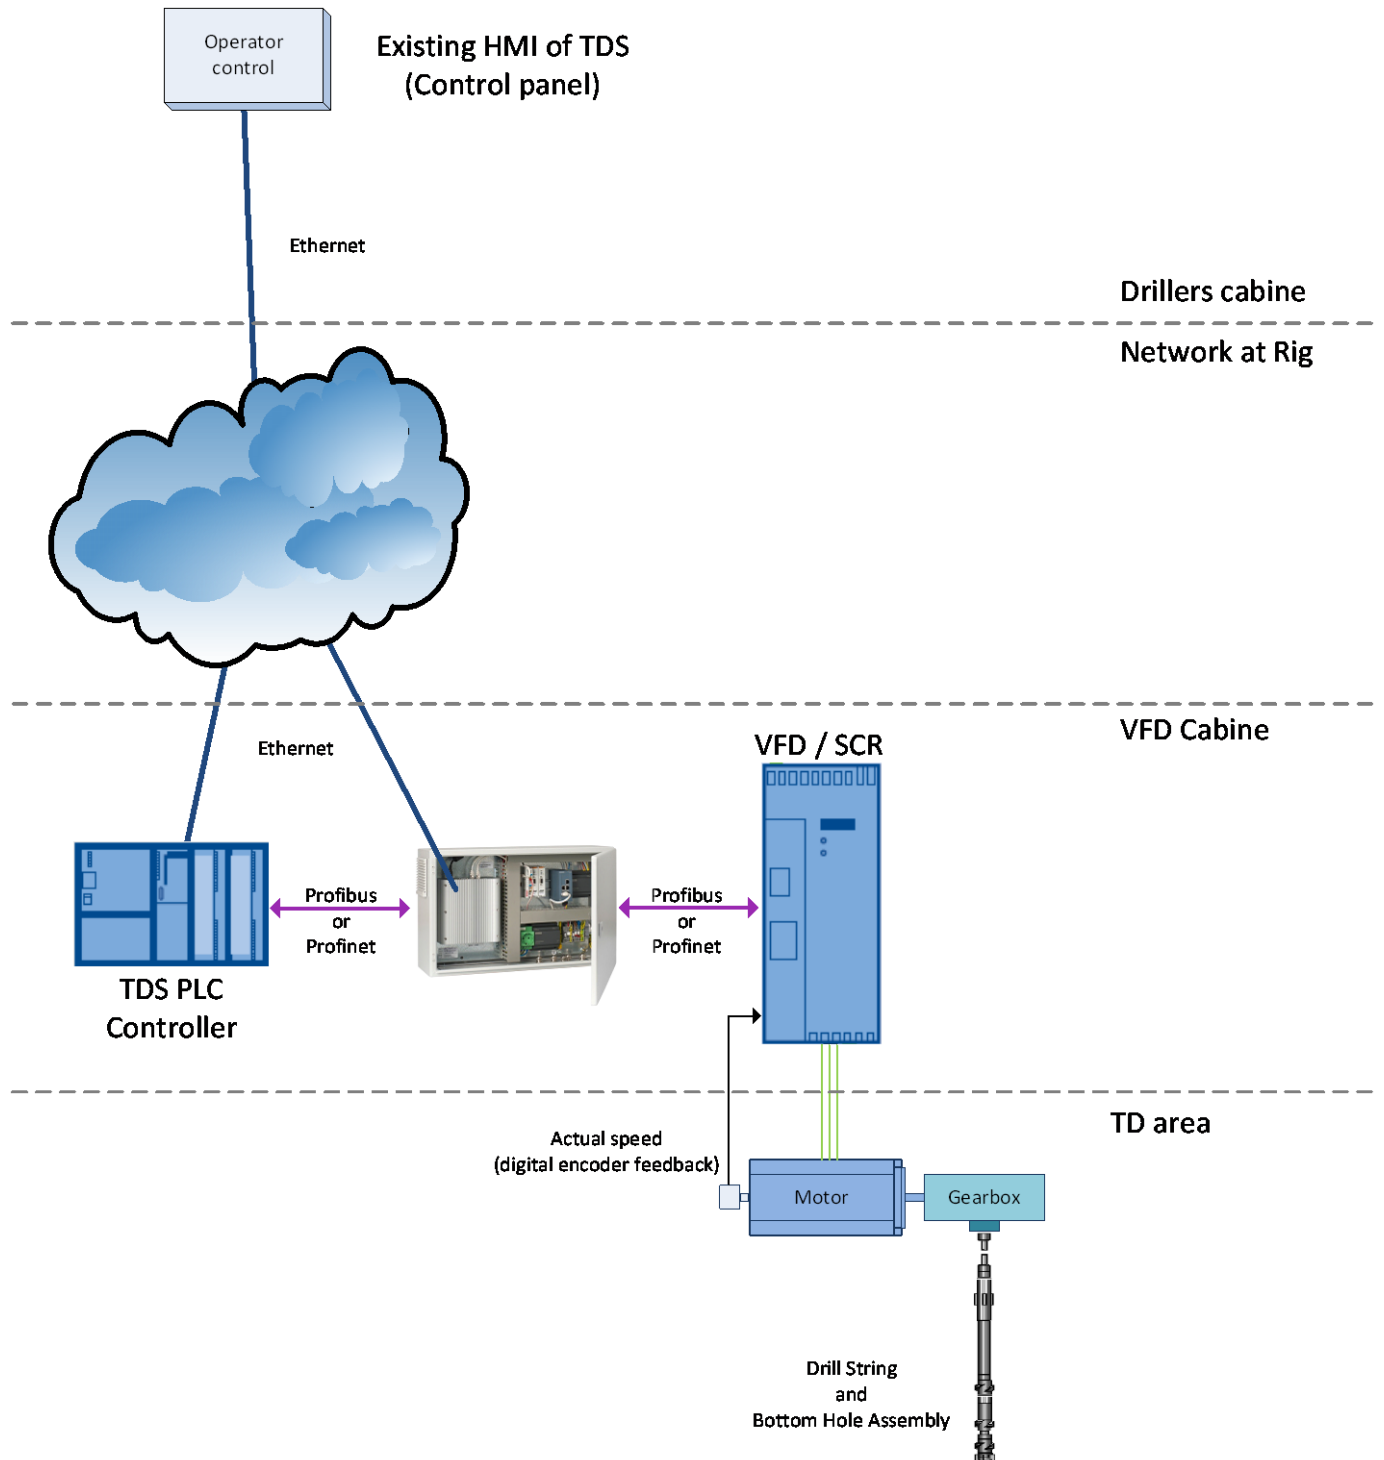 Operator
control
Existing HMI of TDS
(Control panel)
Ethernet
Drillers cabine
Network at Rig
VFD Cabine
Ethernet
VFD / SCR
Profibus
or
Profinet
Profibus
or
Profinet
TDS PLC
Controller
TD area
Actual speed
(digital encoder feedback)
Motor
Gearbox
Drill String
and
Bottom Hole Assembly